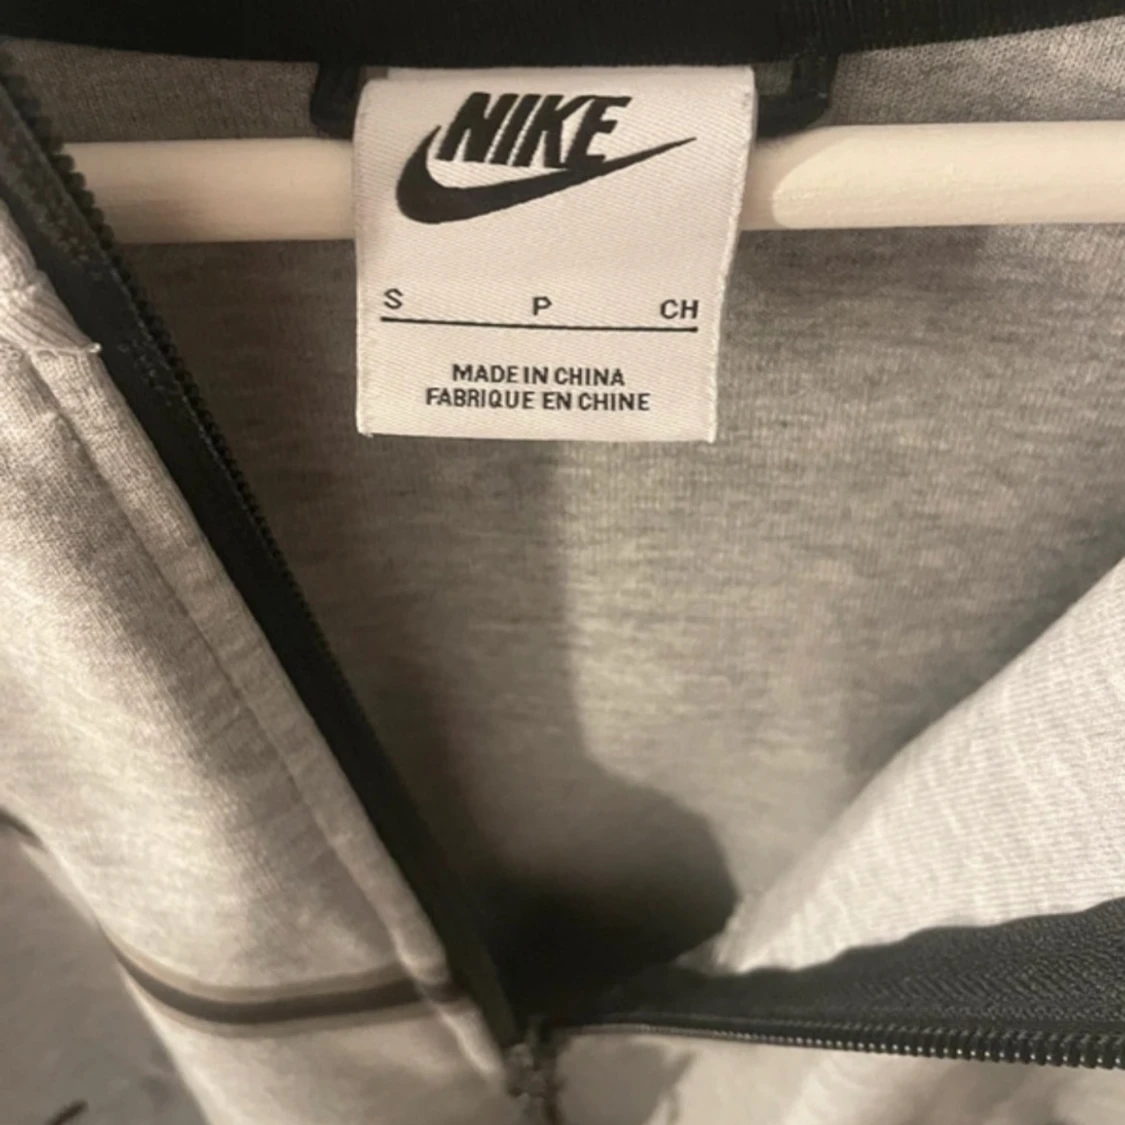 NIKE
S P CH
MADE IN CHINA
FABRIQUE EN CHINE